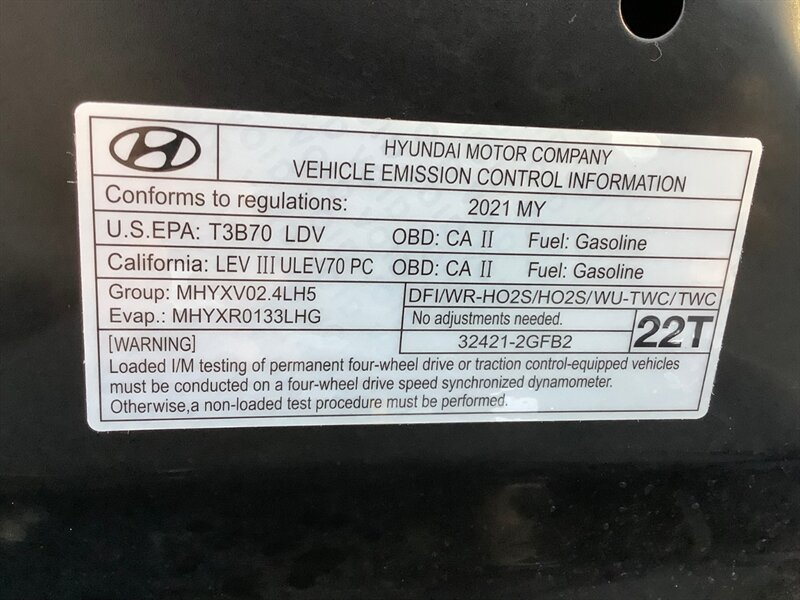 HYUNDAI MOTOR COMPANY
VEHICLE EMISSION CONTROL INFORMATION
Conforms to regulations: 2021 MY
U.S.EPA: T3B70 LDV OBD: CA II Fuel: Gasoline
California: LEV III ULEV70 PC OBD: CA II Fuel: Gasoline
Group: MHYXV02.4LH5 DFI/WR-HO2S/HO2S/WU-TWC/TWC
Evap.: MHYXR0133LHG No adjustments needed. 22T
[WARNING] 32421-2GFB2
Loaded I/M testing of permanent four-wheel drive or traction control-equipped vehicles
must be conducted on a four-wheel drive speed synchronized dynamometer.
Otherwise,a non-loaded test procedure must be performed.